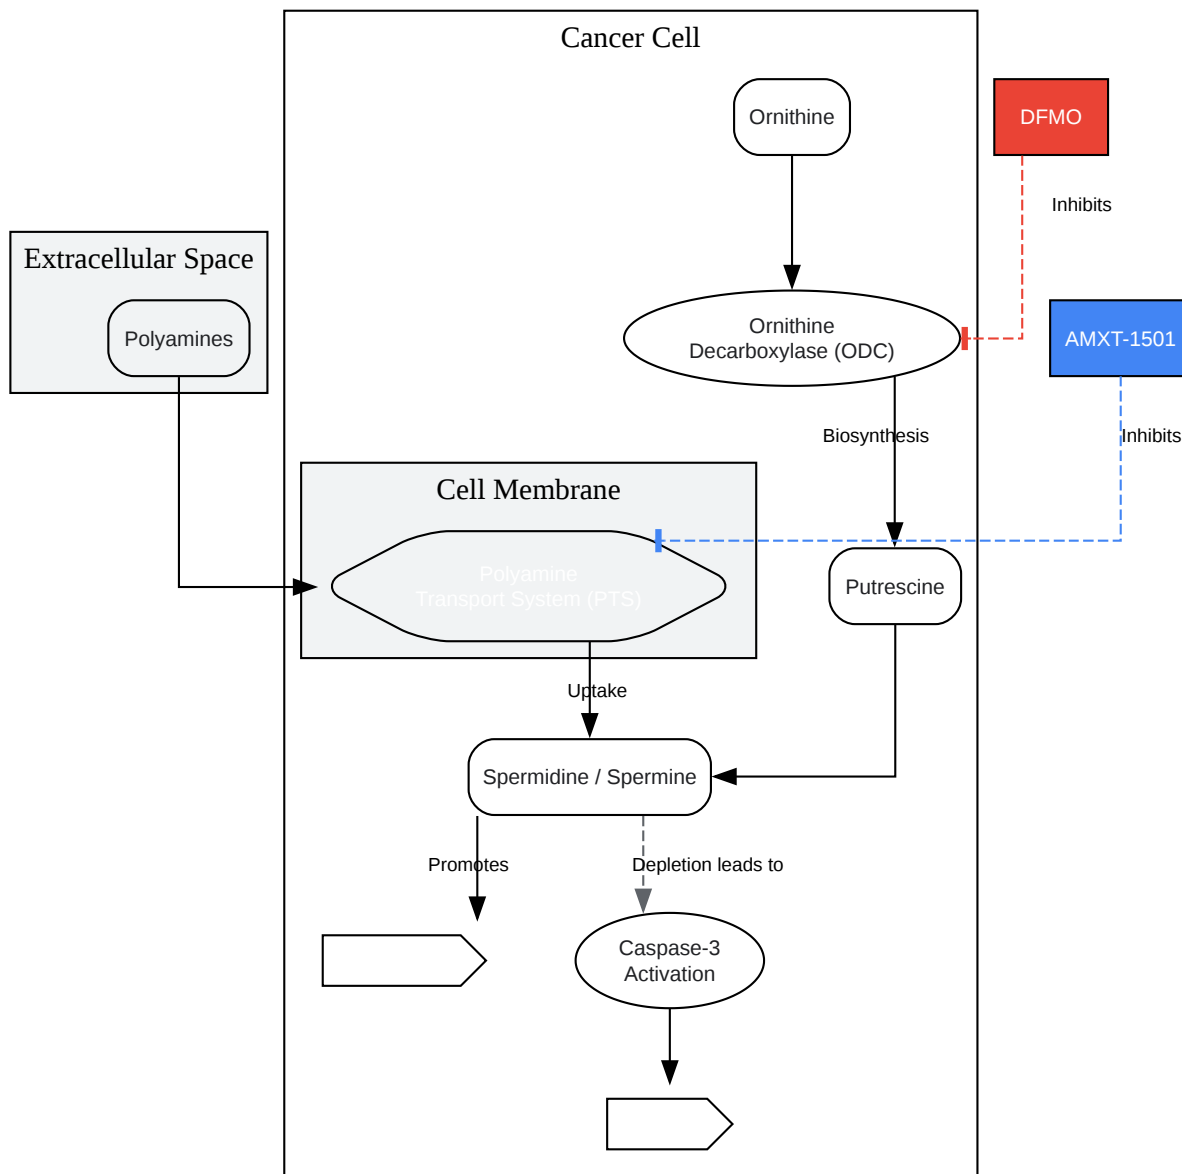 Cancer Cell
Ornithine
DFMO
Inhibits
Extracellular Space
Polyamines
Ornithine
Decarboxylase (ODC)
AMXT-1501
Biosynthesis
Inhibits
Cell Membrane
Polyamine
Transport System (PTS)
Putrescine
Uptake
Spermidine / Spermine
Promotes
Depletion leads to
Caspase-3
Activation